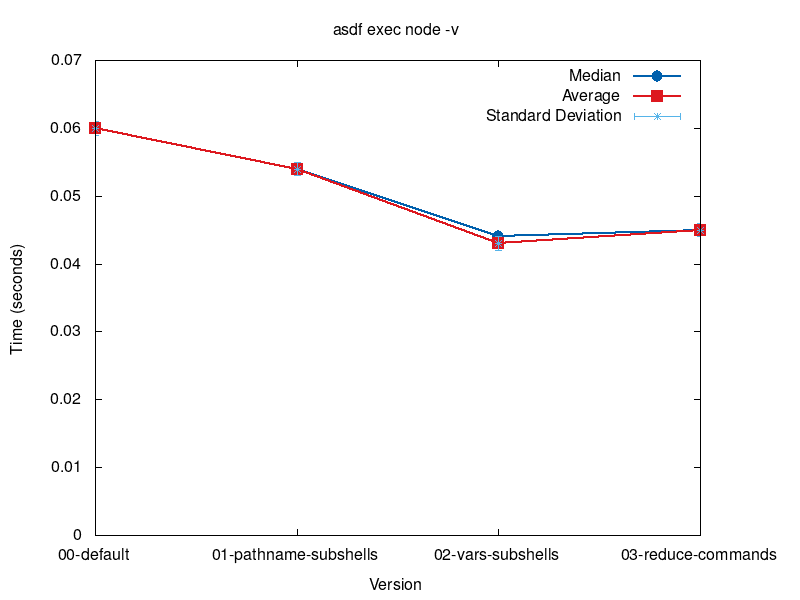 asdf exec node -v
0.07
0.06
0.05
0.04
0.03
0.02
0.01
0
Time (seconds)
Median
Average
Standard Deviation
00-default 01-pathname-subshells 02-vars-subshells 03-reduce-commands
Version